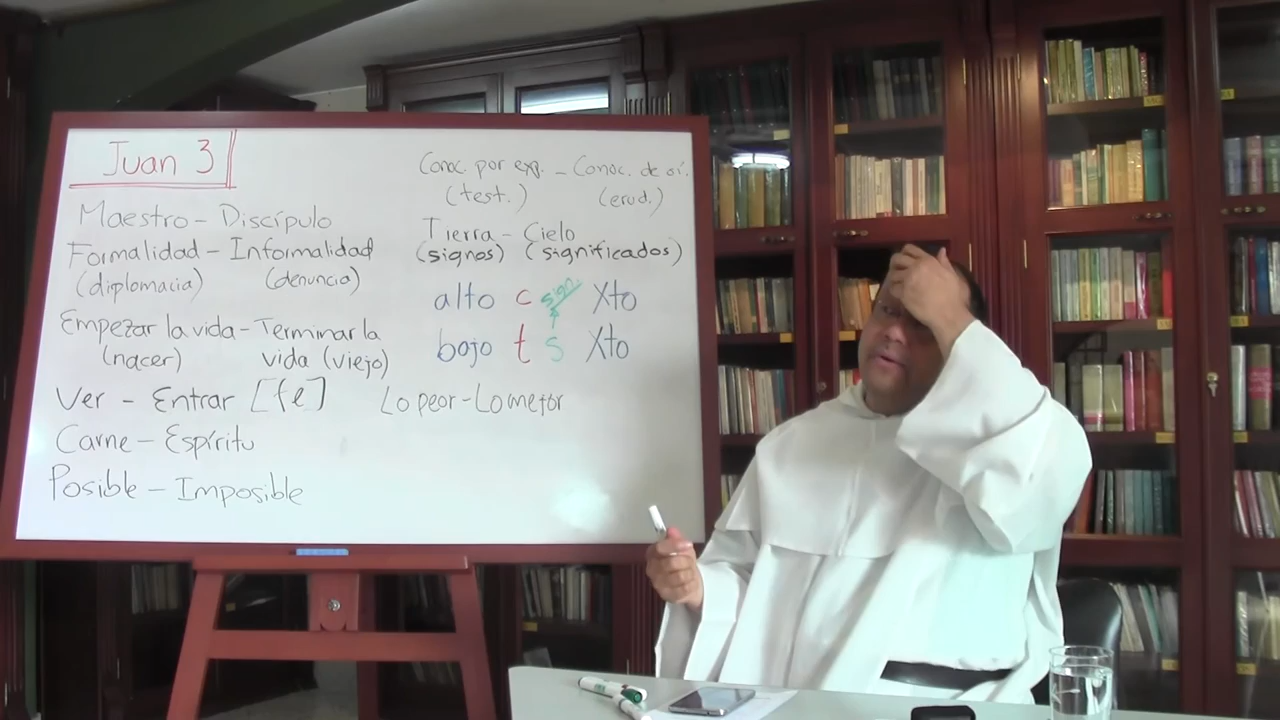 Juan 3
Maestro - Discípulo
Formalidad - Informalidad
(diplomacia) (denuncia)
Empezar la vida - Terminar la
(nacer) vida (viejo)
Ver - Entrar [fe]
Carne - Espíritu
Posible - Imposible
Conoc. por exp. - Conoc. de oí.
(test.) (erud.)
Tierra - Cielo
(signos) (significados)
alto c sign. Xto
bajo t s Xto
Lo peor - Lo mejor